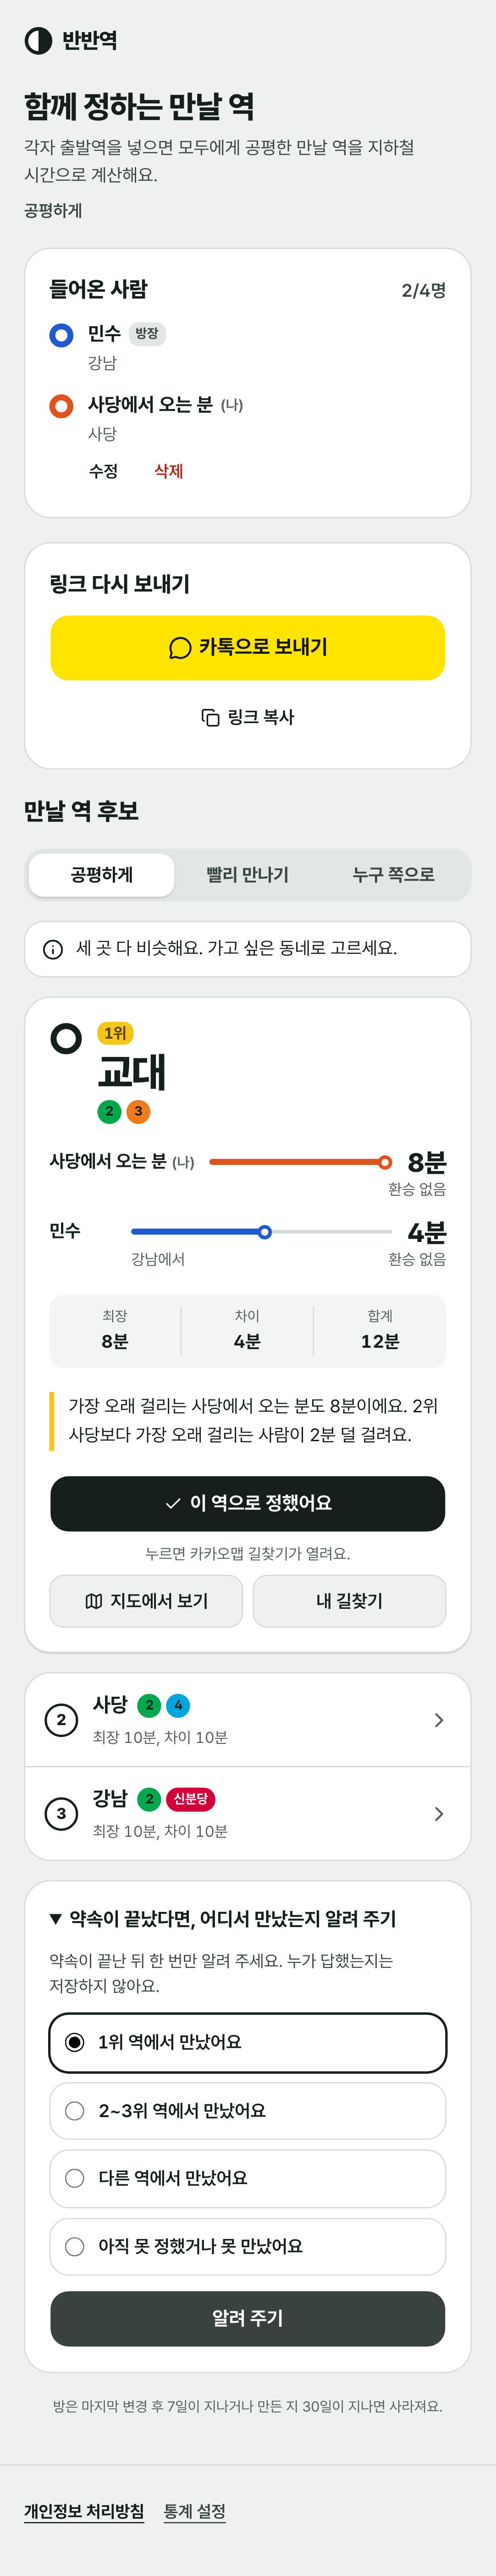 반반역
함께 정하는 만날 역
각자 출발역을 넣으면 모두에게 공평한 만날 역을 지하철
시간으로 계산해요.
공평하게
들어온 사람 2/4명
민수 방장
강남
사당에서 오는 분 (나)
사당
수정 삭제
링크 다시 보내기
카톡으로 보내기
링크 복사
만날 역 후보
공평하게 빨리 만나기 누구 쪽으로
세 곳 다 비슷해요. 가고 싶은 동네로 고르세요.
1위
교대
2 3
사당에서 오는 분 (나) 8분
환승 없음
민수 4분
강남에서 환승 없음
최장 차이 합계
8분 4분 12분
가장 오래 걸리는 사당에서 오는 분도 8분이에요. 2위
사당보다 가장 오래 걸리는 사람이 2분 덜 걸려요.
이 역으로 정했어요
누르면 카카오맵 길찾기가 열려요.
지도에서 보기 내 길찾기
2 사당 2 4
최장 10분, 차이 10분
3 강남 2 신분당
최장 10분, 차이 10분
▼ 약속이 끝났다면, 어디서 만났는지 알려 주기
약속이 끝난 뒤 한 번만 알려 주세요. 누가 답했는지는
저장하지 않아요.
1위 역에서 만났어요
2~3위 역에서 만났어요
다른 역에서 만났어요
아직 못 정했거나 못 만났어요
알려 주기
방은 마지막 변경 후 7일이 지나거나 만든 지 30일이 지나면 사라져요.
개인정보 처리방침 통계 설정